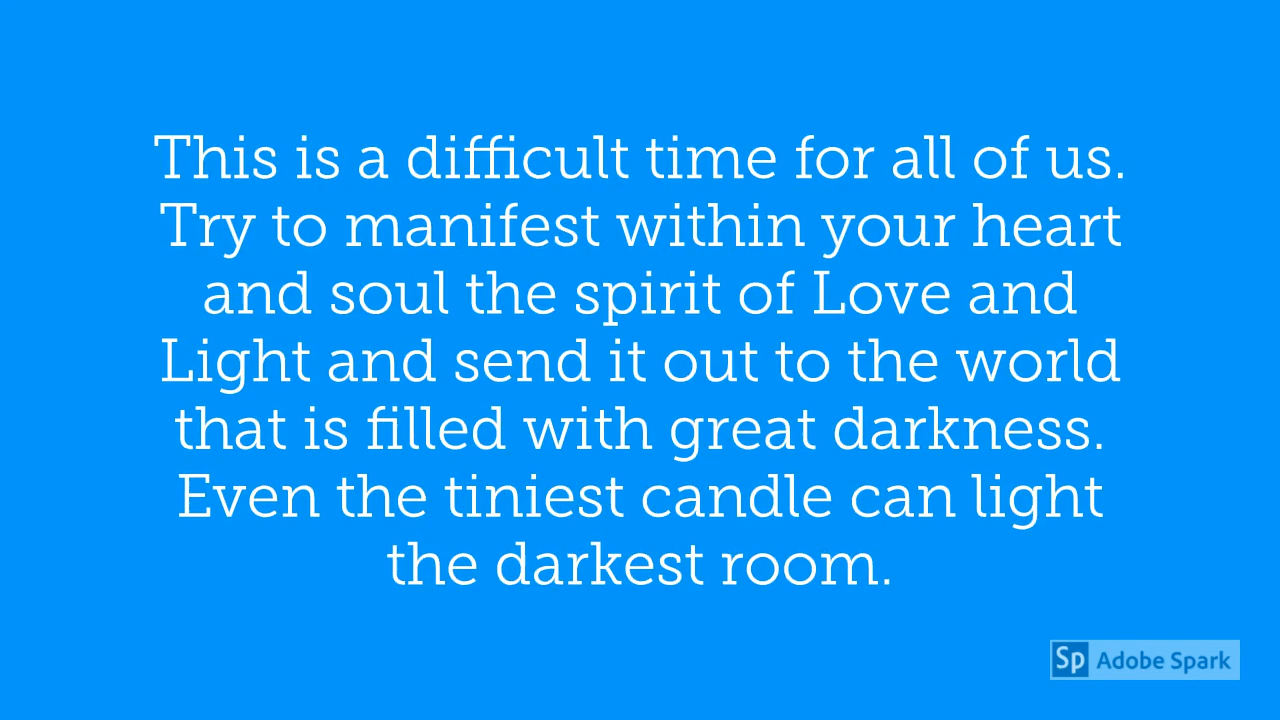 This is a difficult time for all of us.
Try to manifest within your heart
and soul the spirit of Love and
Light and send it out to the world
that is filled with great darkness.
Even the tiniest candle can light
the darkest room.
Sp Adobe Spark